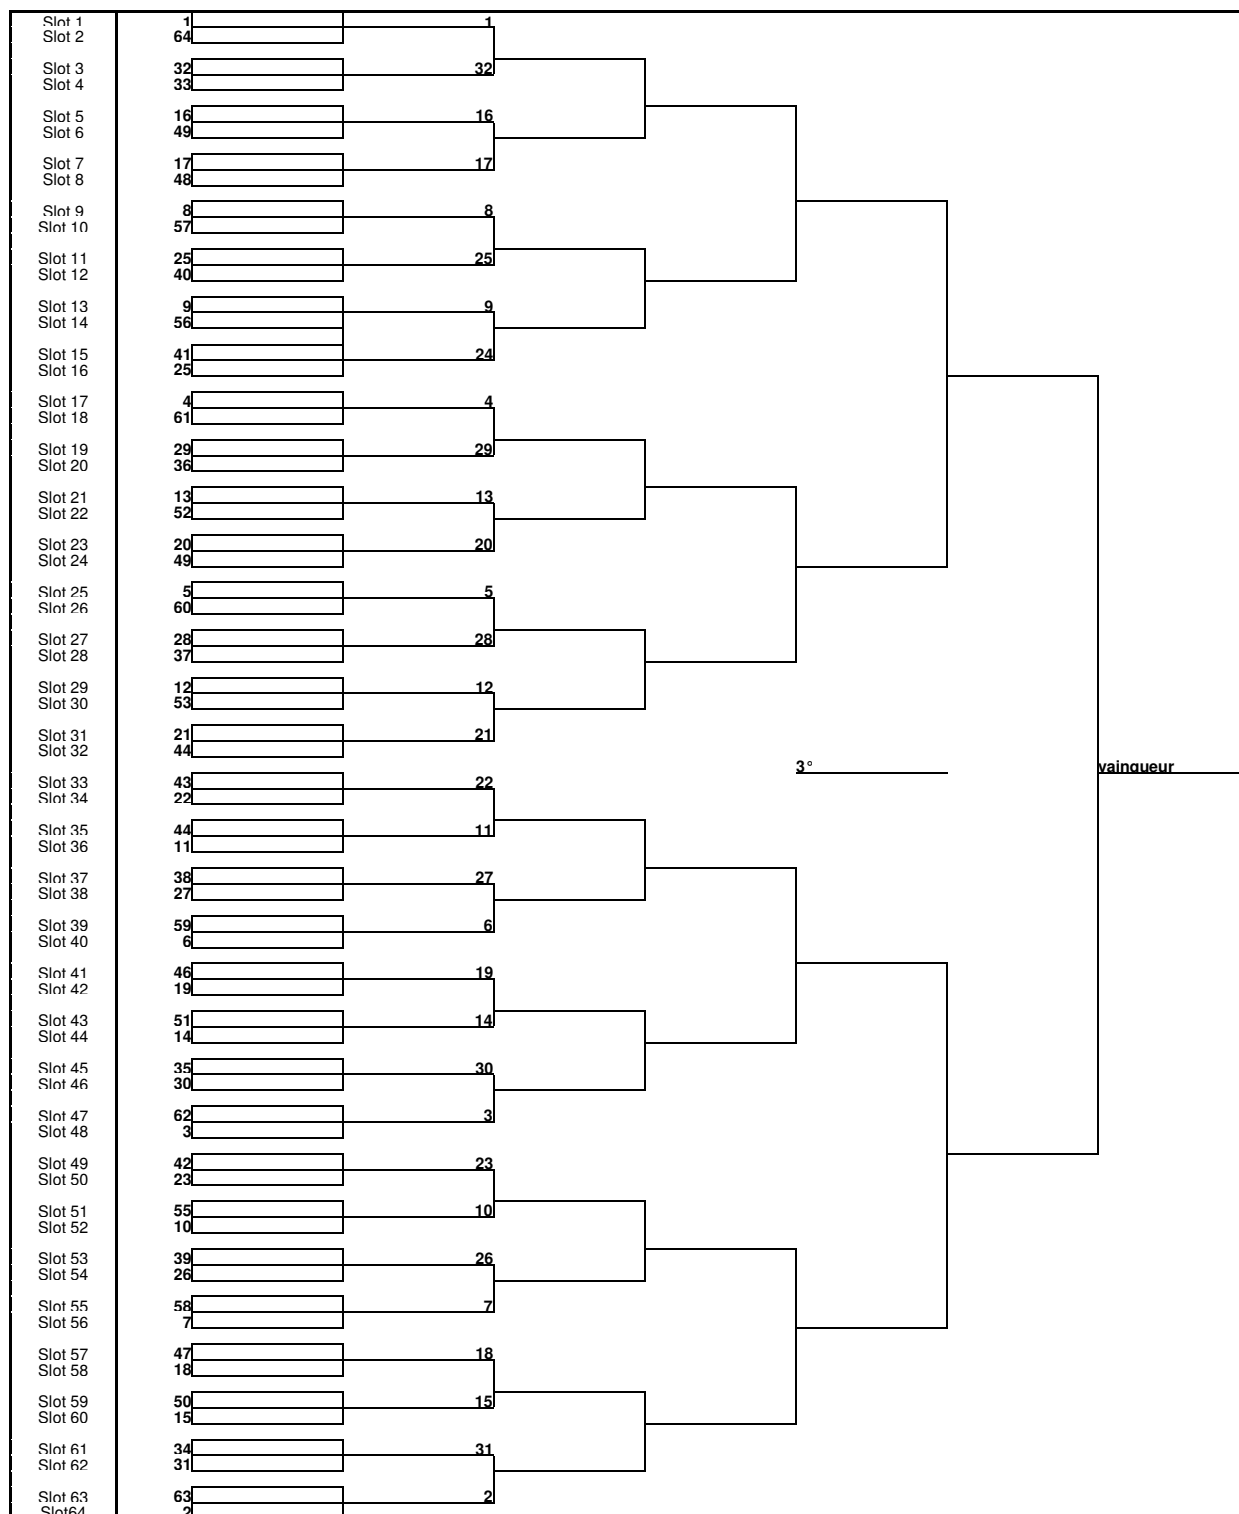 Slot 1 1 1
Slot 2 64
Slot 3 32 32
Slot 4 33
Slot 5 16 16
Slot 6 49
Slot 7 17 17
Slot 8 48
Slot 9 8 8
Slot 10 57
Slot 11 25 25
Slot 12 40
Slot 13 9 9
Slot 14 56
Slot 15 41 24
Slot 16 25
Slot 17 4 4
Slot 18 61
Slot 19 29 29
Slot 20 36
Slot 21 13 13
Slot 22 52
Slot 23 20 20
Slot 24 49
Slot 25 5 5
Slot 26 60
Slot 27 28 28
Slot 28 37
Slot 29 12 12
Slot 30 53
Slot 31 21 21
Slot 32 44
3° vainqueur
Slot 33 43 22
Slot 34 22
Slot 35 44 11
Slot 36 11
Slot 37 38 27
Slot 38 27
Slot 39 59 6
Slot 40 6
Slot 41 46 19
Slot 42 19
Slot 43 51 14
Slot 44 14
Slot 45 35 30
Slot 46 30
Slot 47 62 3
Slot 48 3
Slot 49 42 23
Slot 50 23
Slot 51 55 10
Slot 52 10
Slot 53 39 26
Slot 54 26
Slot 55 58 7
Slot 56 7
Slot 57 47 18
Slot 58 18
Slot 59 50 15
Slot 60 15
Slot 61 34 31
Slot 62 31
Slot 63 63 2
Slot64 2